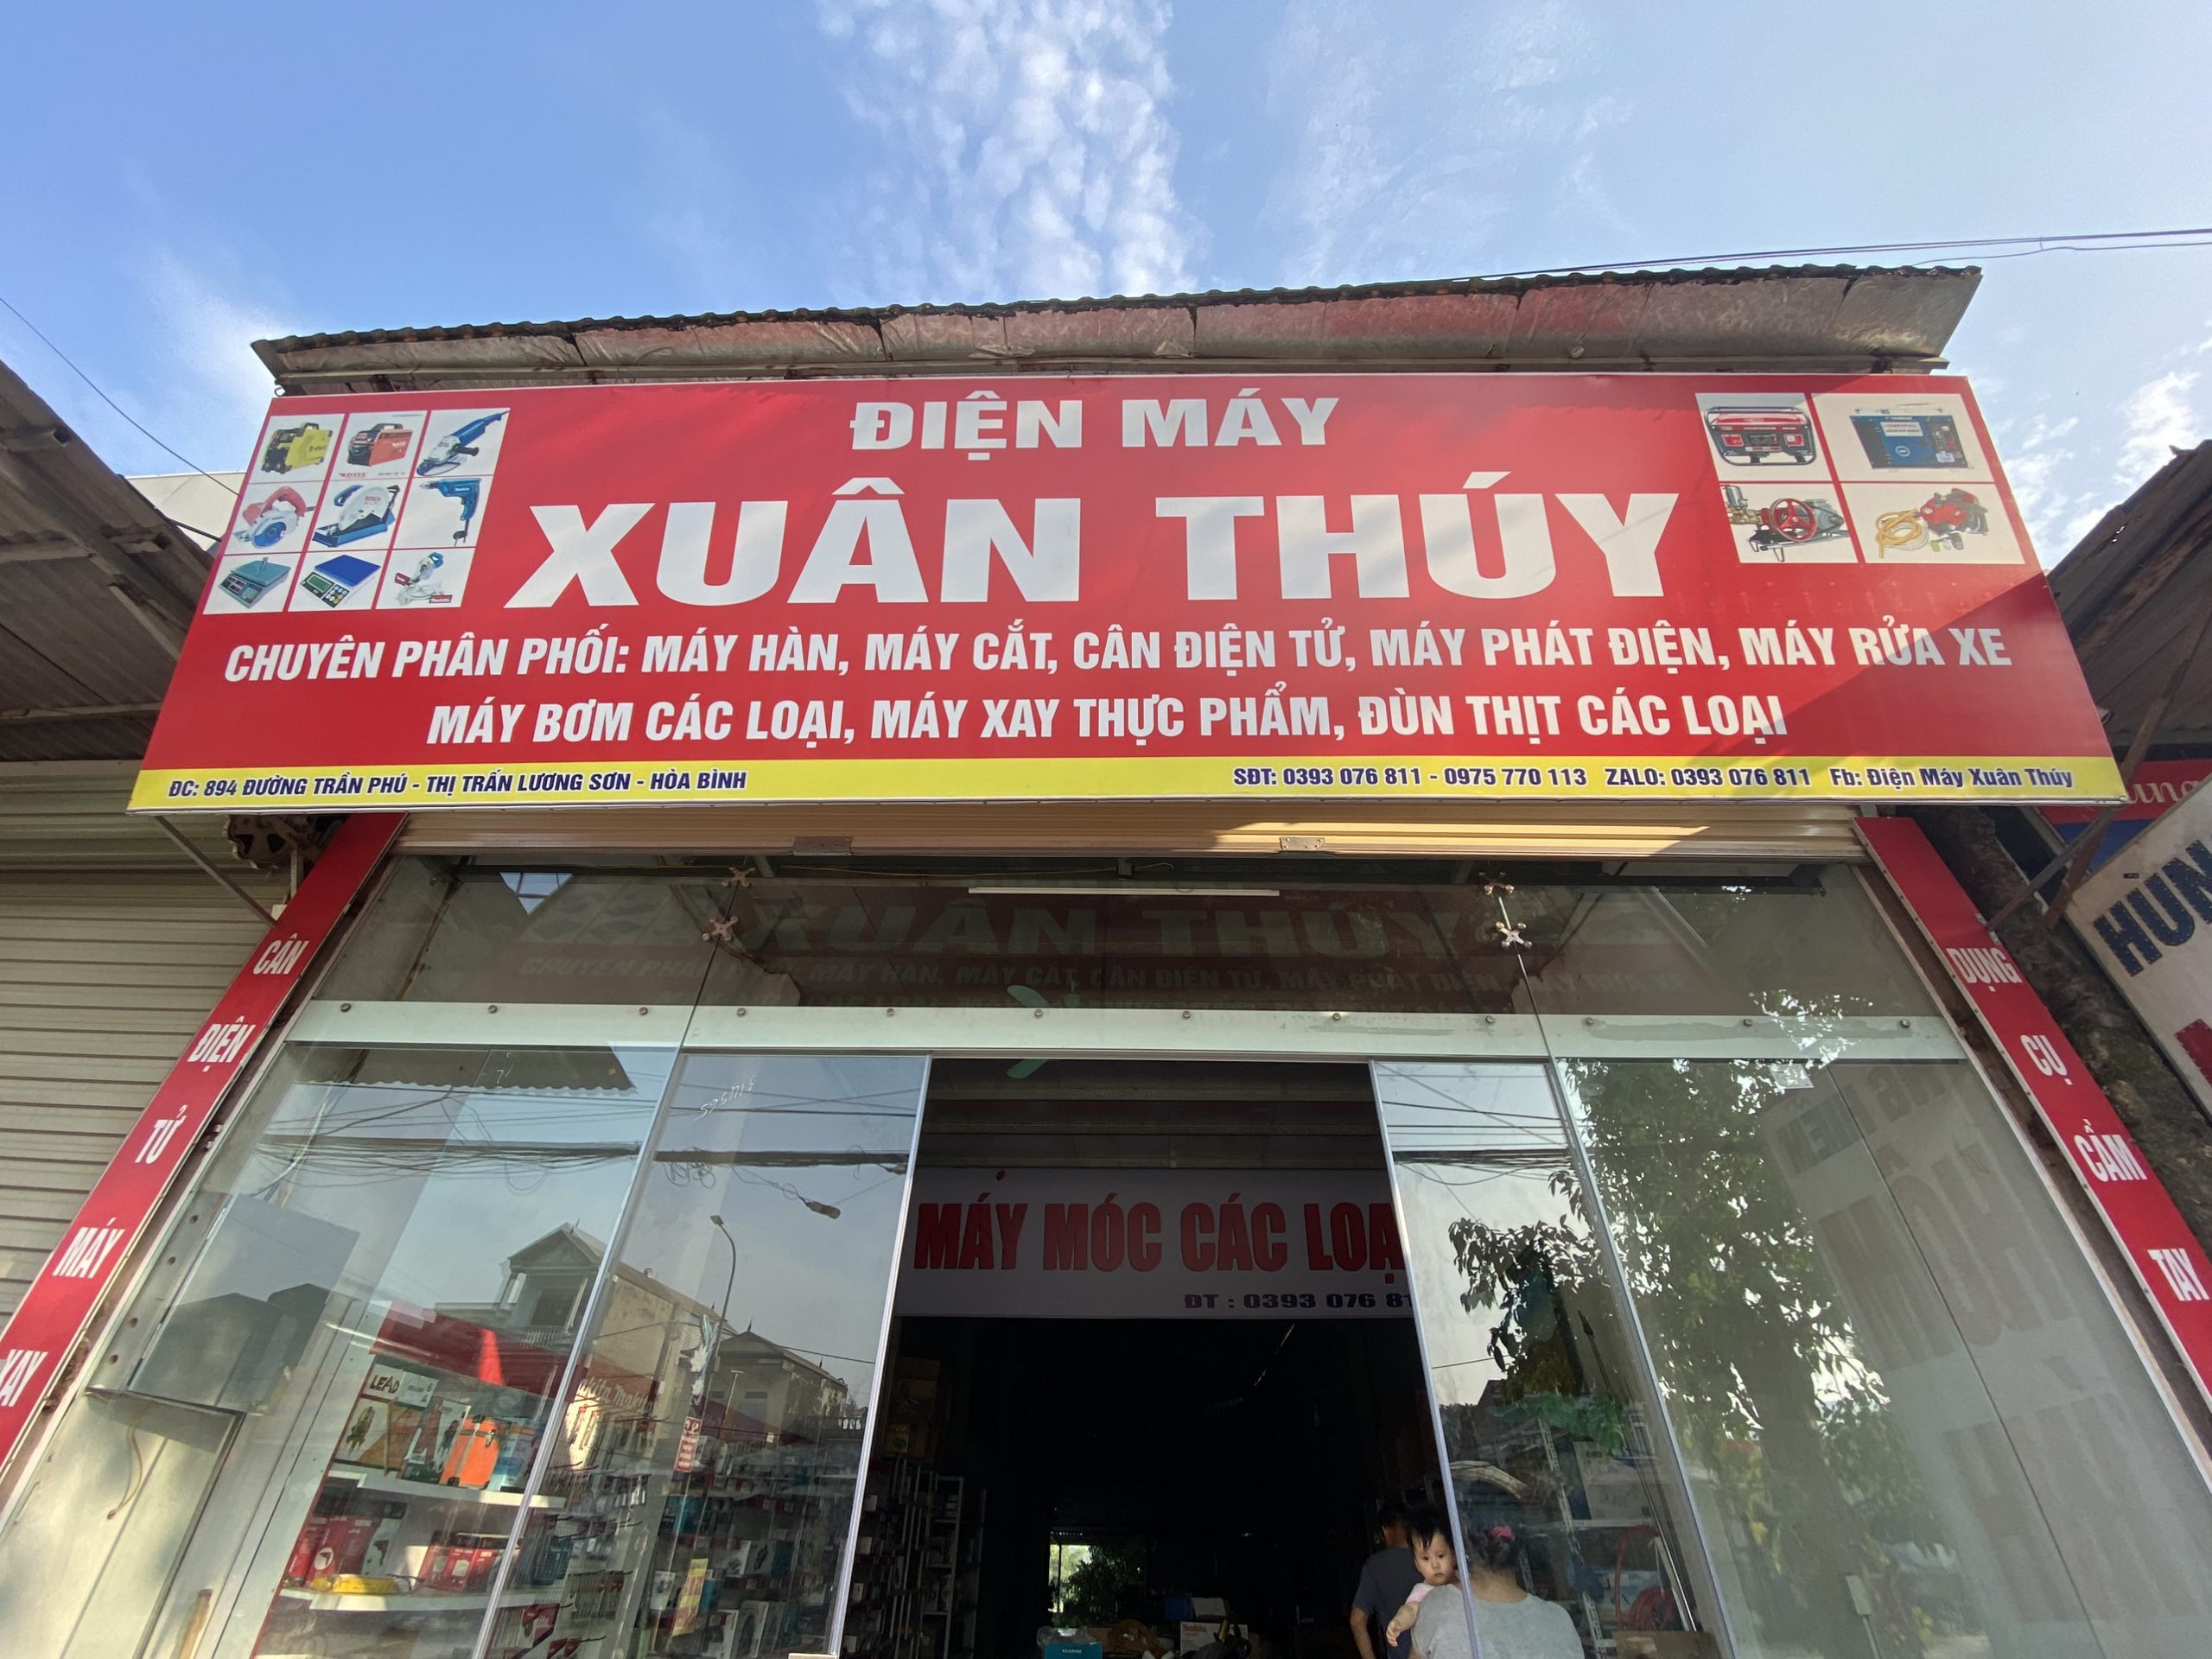 ĐIỆN MÁY
XUÂN THÚY
CHUYÊN PHÂN PHỐI: MÁY HÀN, MÁY CẮT, CÂN ĐIỆN TỬ, MÁY PHÁT ĐIỆN, MÁY RỬA XE
MÁY BƠM CÁC LOẠI, MÁY XAY THỰC PHẨM, ĐÙN THỊT CÁC LOẠI
ĐC: 894 ĐƯỜNG TRẦN PHÚ - THỊ TRẤN LƯƠNG SƠN - HÒA BÌNH
SĐT: 0393 076 811 - 0975 770 113 ZALO: 0393 076 811 Fb: Điện Máy Xuân Thúy
CÂN
ĐIỆN
TỬ
MÁY
XAY
DỤNG
CỤ
CẦM
TAY
MÁY MÓC CÁC LOẠ
ĐT : 0393 076 81
LEAD
HÙN